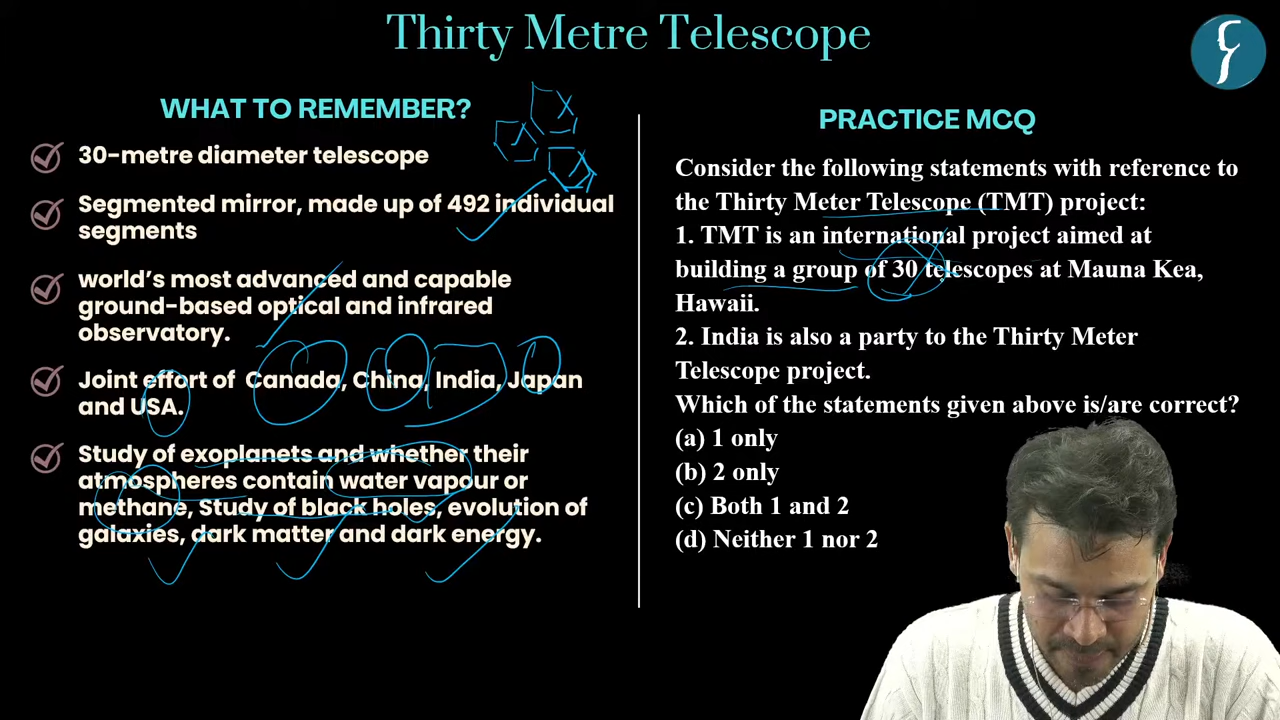 Thirty Metre Telescope
WHAT TO REMEMBER?
30-metre diameter telescope
Segmented mirror, made up of 492 individual
segments
world's most advanced and capable
ground-based optical and infrared
observatory.
Joint effort of Canada, China, India, Japan
and USA.
Study of exoplanets and whether their
atmospheres contain water vapour or
methane, Study of black holes, evolution of
galaxies, dark matter and dark energy.
PRACTICE MCQ
Consider the following statements with reference to
the Thirty Meter Telescope (TMT) project:
1. TMT is an international project aimed at
building a group of 30 telescopes at Mauna Kea,
Hawaii.
2. India is also a party to the Thirty Meter
Telescope project.
Which of the statements given above is/are correct?
(a) 1 only
(b) 2 only
(c) Both 1 and 2
(d) Neither 1 nor 2